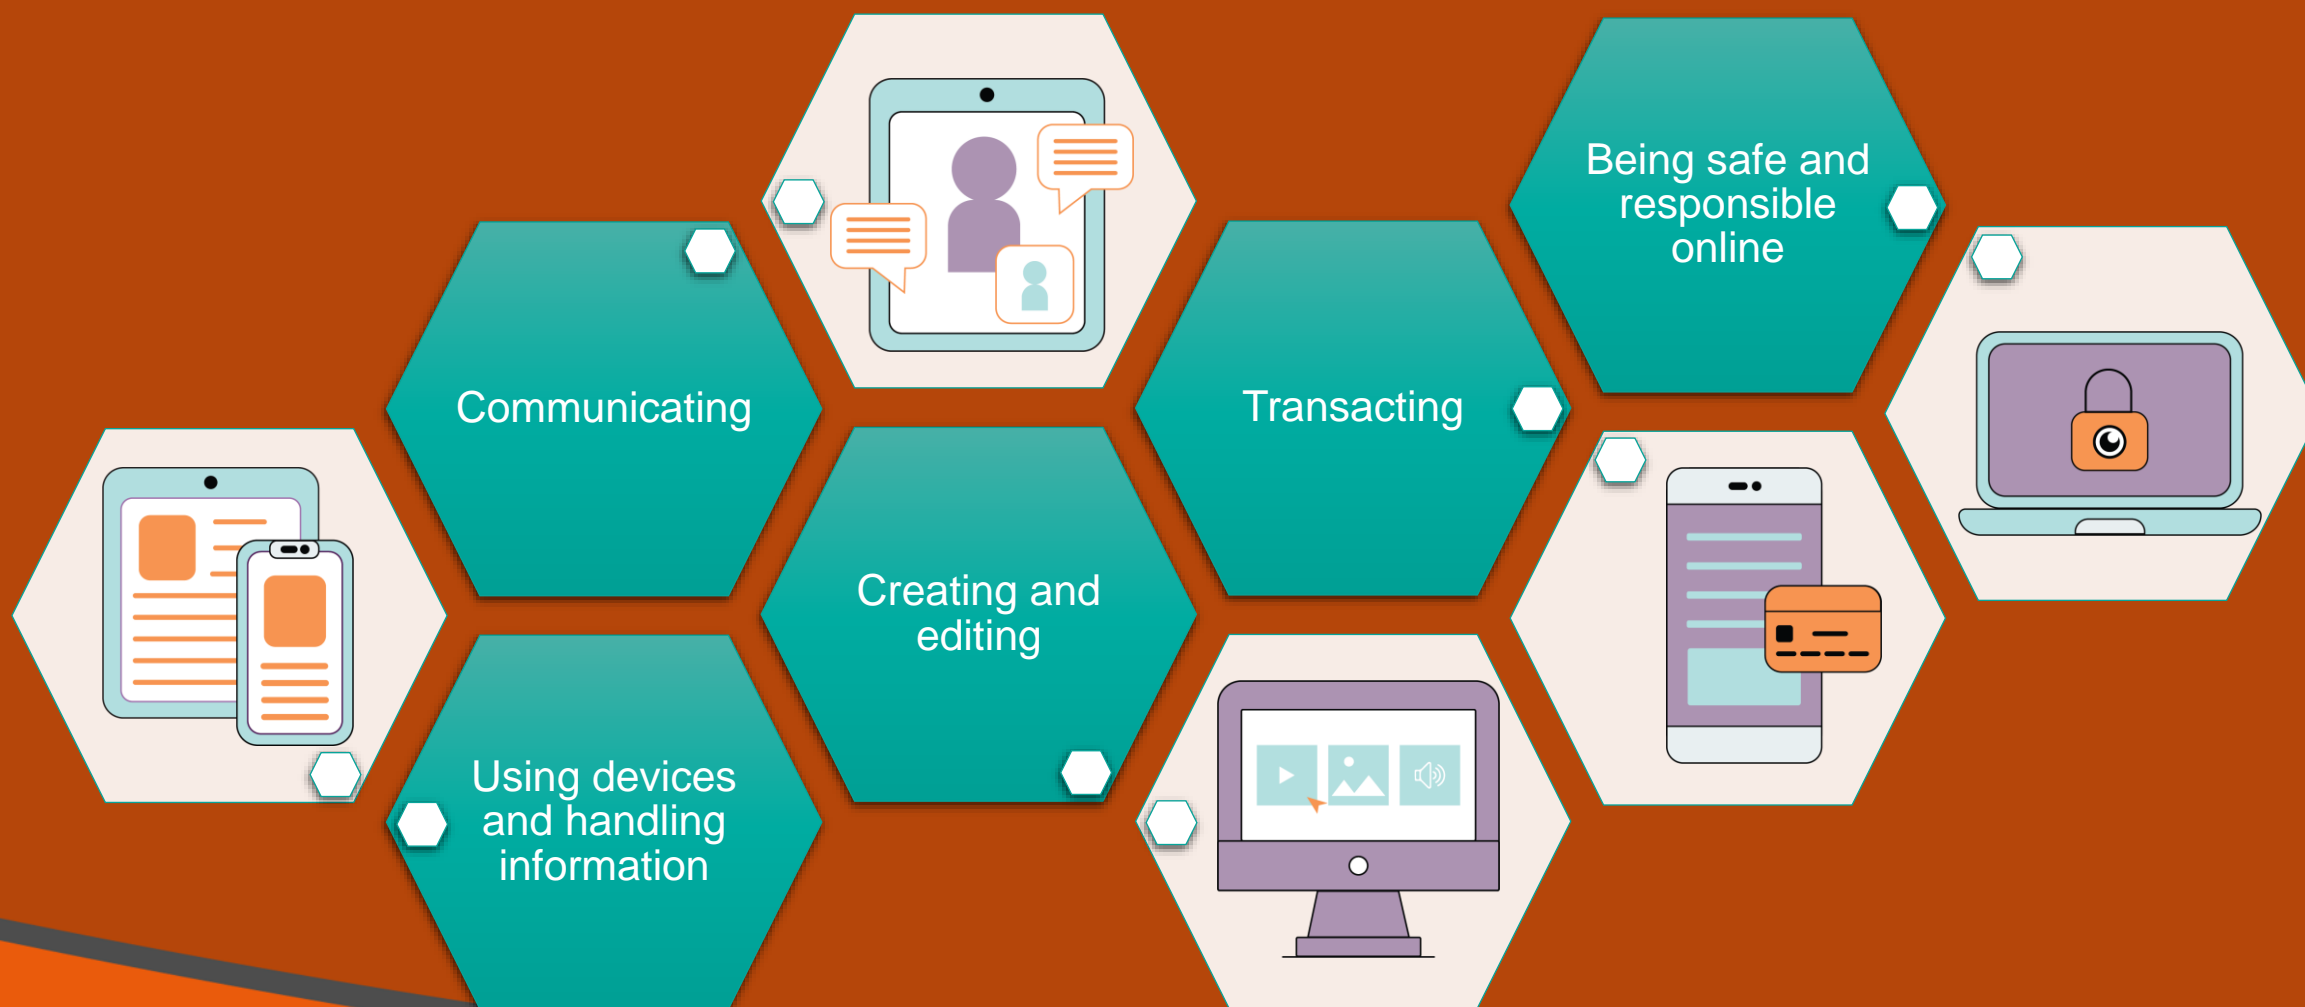 Communicating
Using devices
and handling
information
Creating and
editing
Transacting
Being safe and
responsible
online